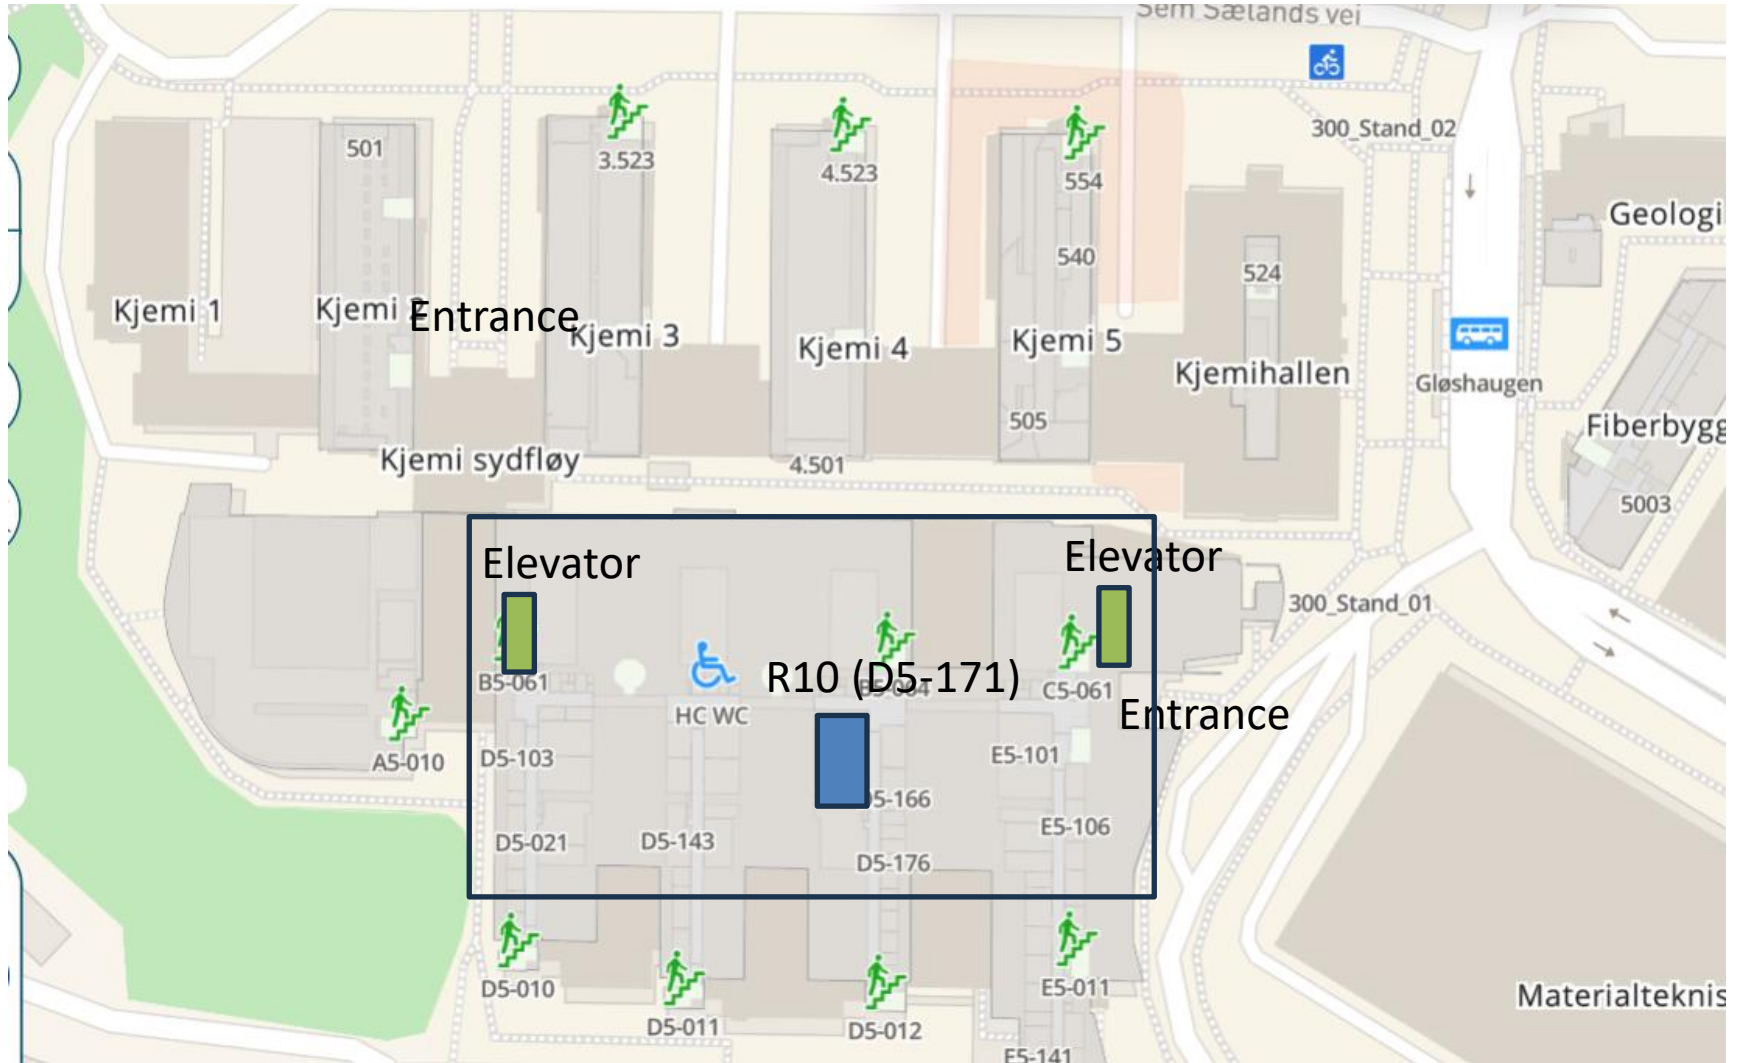 Sem Sælands vei
300_Stand_02
501
3.523
4.523
554
Geologi
540
524
Kjemi 1
Kjemi 2
Entrance
Kjemi 3
Kjemi 4
Kjemi 5
Kjemihallen
Gløshaugen
505
Fiberbygg
Kjemi sydfløy
4.501
5003
Elevator
Elevator
300_Stand_01
B5-061
R10 (D5-171)
C5-061
HC WC
Entrance
A5-010
D5-103
E5-101
D5-021
D5-143
E5-106
D5-176
D5-010
E5-011
Materialteknis
D5-011
D5-012
E5-141